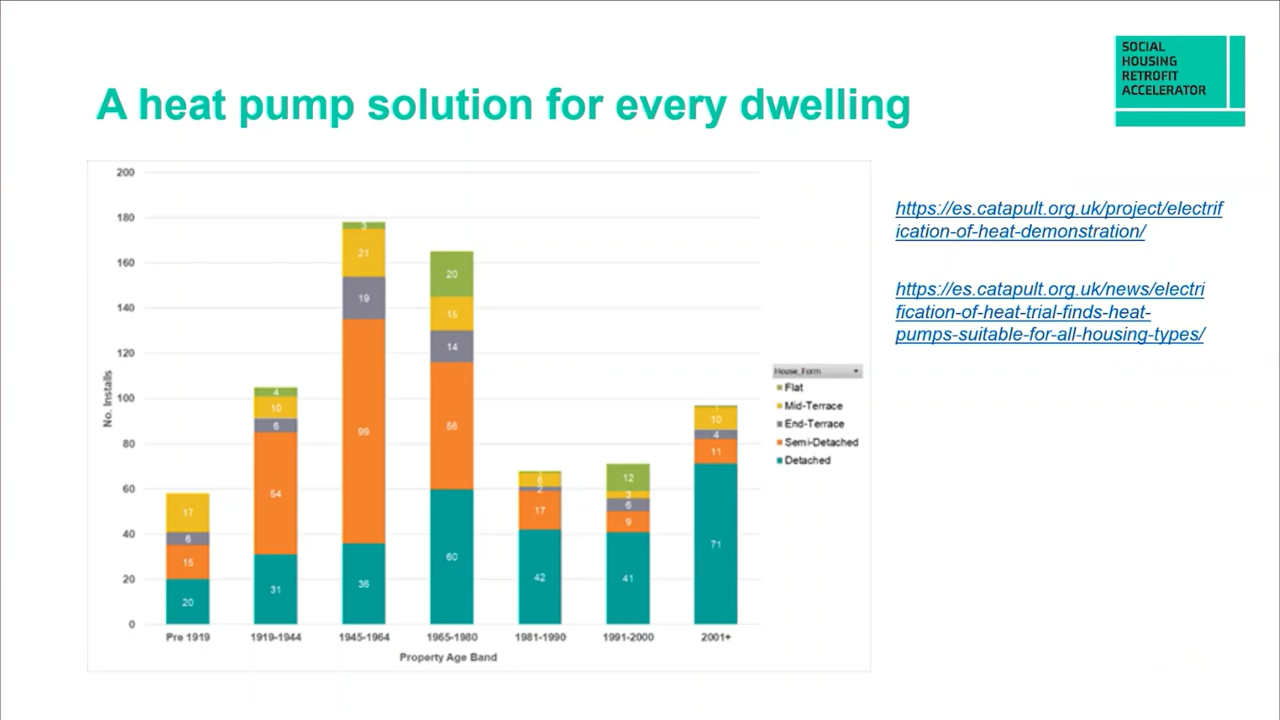 SOCIAL
HOUSING
RETROFIT
ACCELERATOR
A heat pump solution for every dwelling
https://es.catapult.org.uk/project/electrif
ication-of-heat-demonstration/
https://es.catapult.org.uk/news/electri
fication-of-heat-trial-finds-heat-
pumps-suitable-for-all-housing-types/
200
180
160
140
120
100
80
60
40
20
0
No. Installs
17
6
15
20
4
10
6
54
31
3
21
19
99
36
20
15
14
56
60
1
6
2
17
42
12
3
6
9
41
1
10
4
11
71
Pre 1919 1919-1944 1945-1964 1965-1980 1981-1990 1991-2000 2001+
Property Age Band
House_Form
Flat
Mid-Terrace
End-Terrace
Semi-Detached
Detached